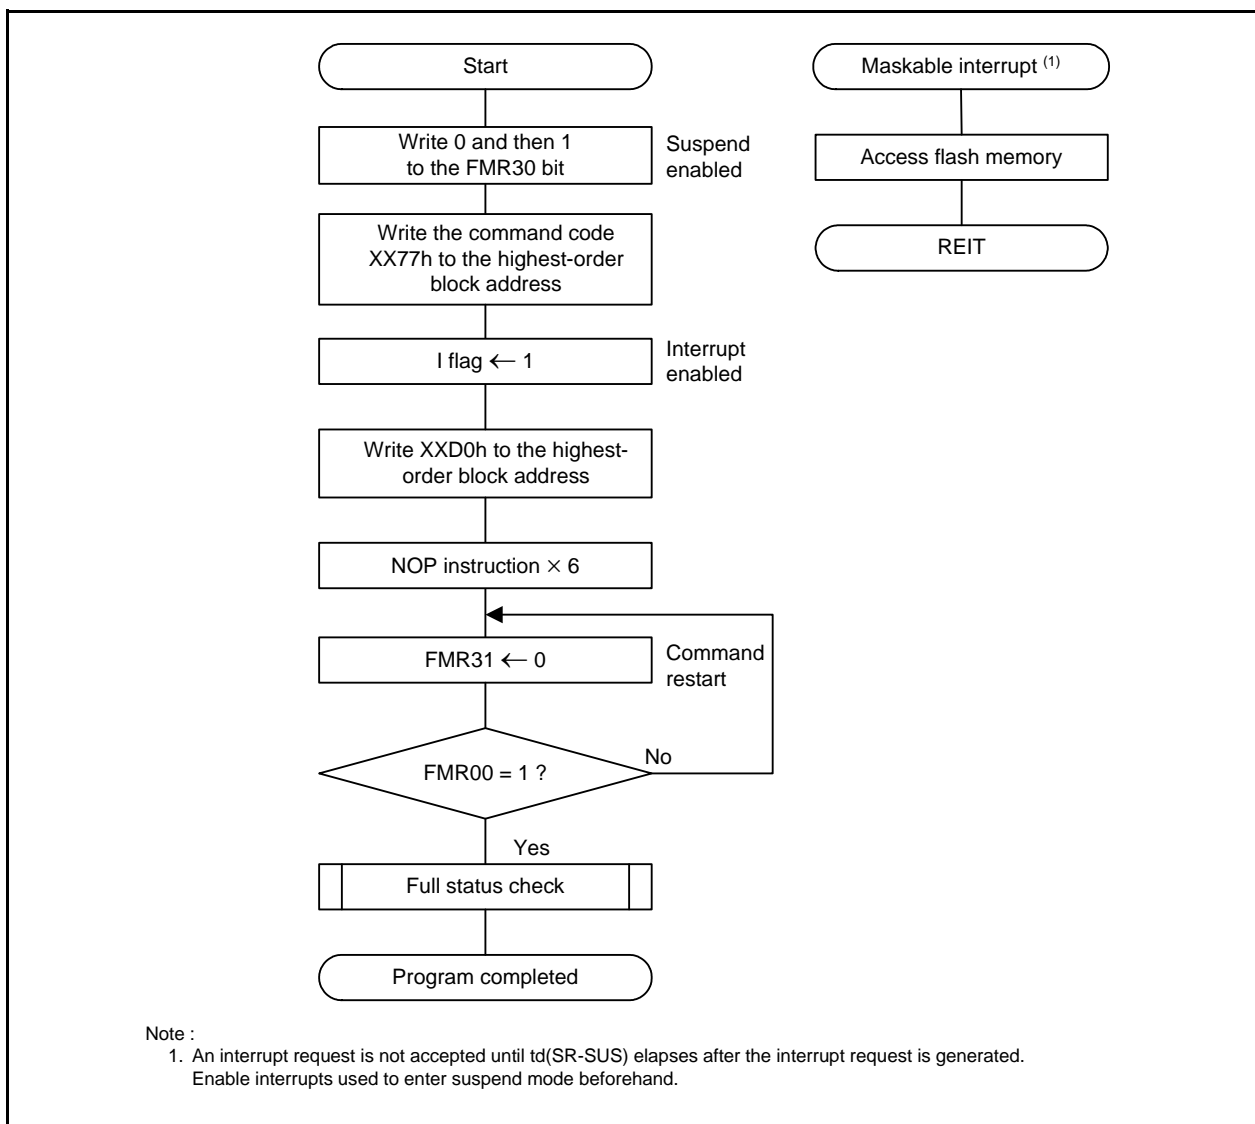 Start
Write 0 and then 1
to the FMR30 bit
Suspend
enabled
Write the command code
XX77h to the highest-order
block address
I flag ← 1
Interrupt
enabled
Write XXD0h to the highest-
order block address
NOP instruction × 6
FMR31 ← 0
Command
restart
FMR00 = 1 ?
No
Yes
Full status check
Program completed
Maskable interrupt (1)
Access flash memory
REIT
Note :
1. An interrupt request is not accepted until td(SR-SUS) elapses after the interrupt request is generated.
Enable interrupts used to enter suspend mode beforehand.